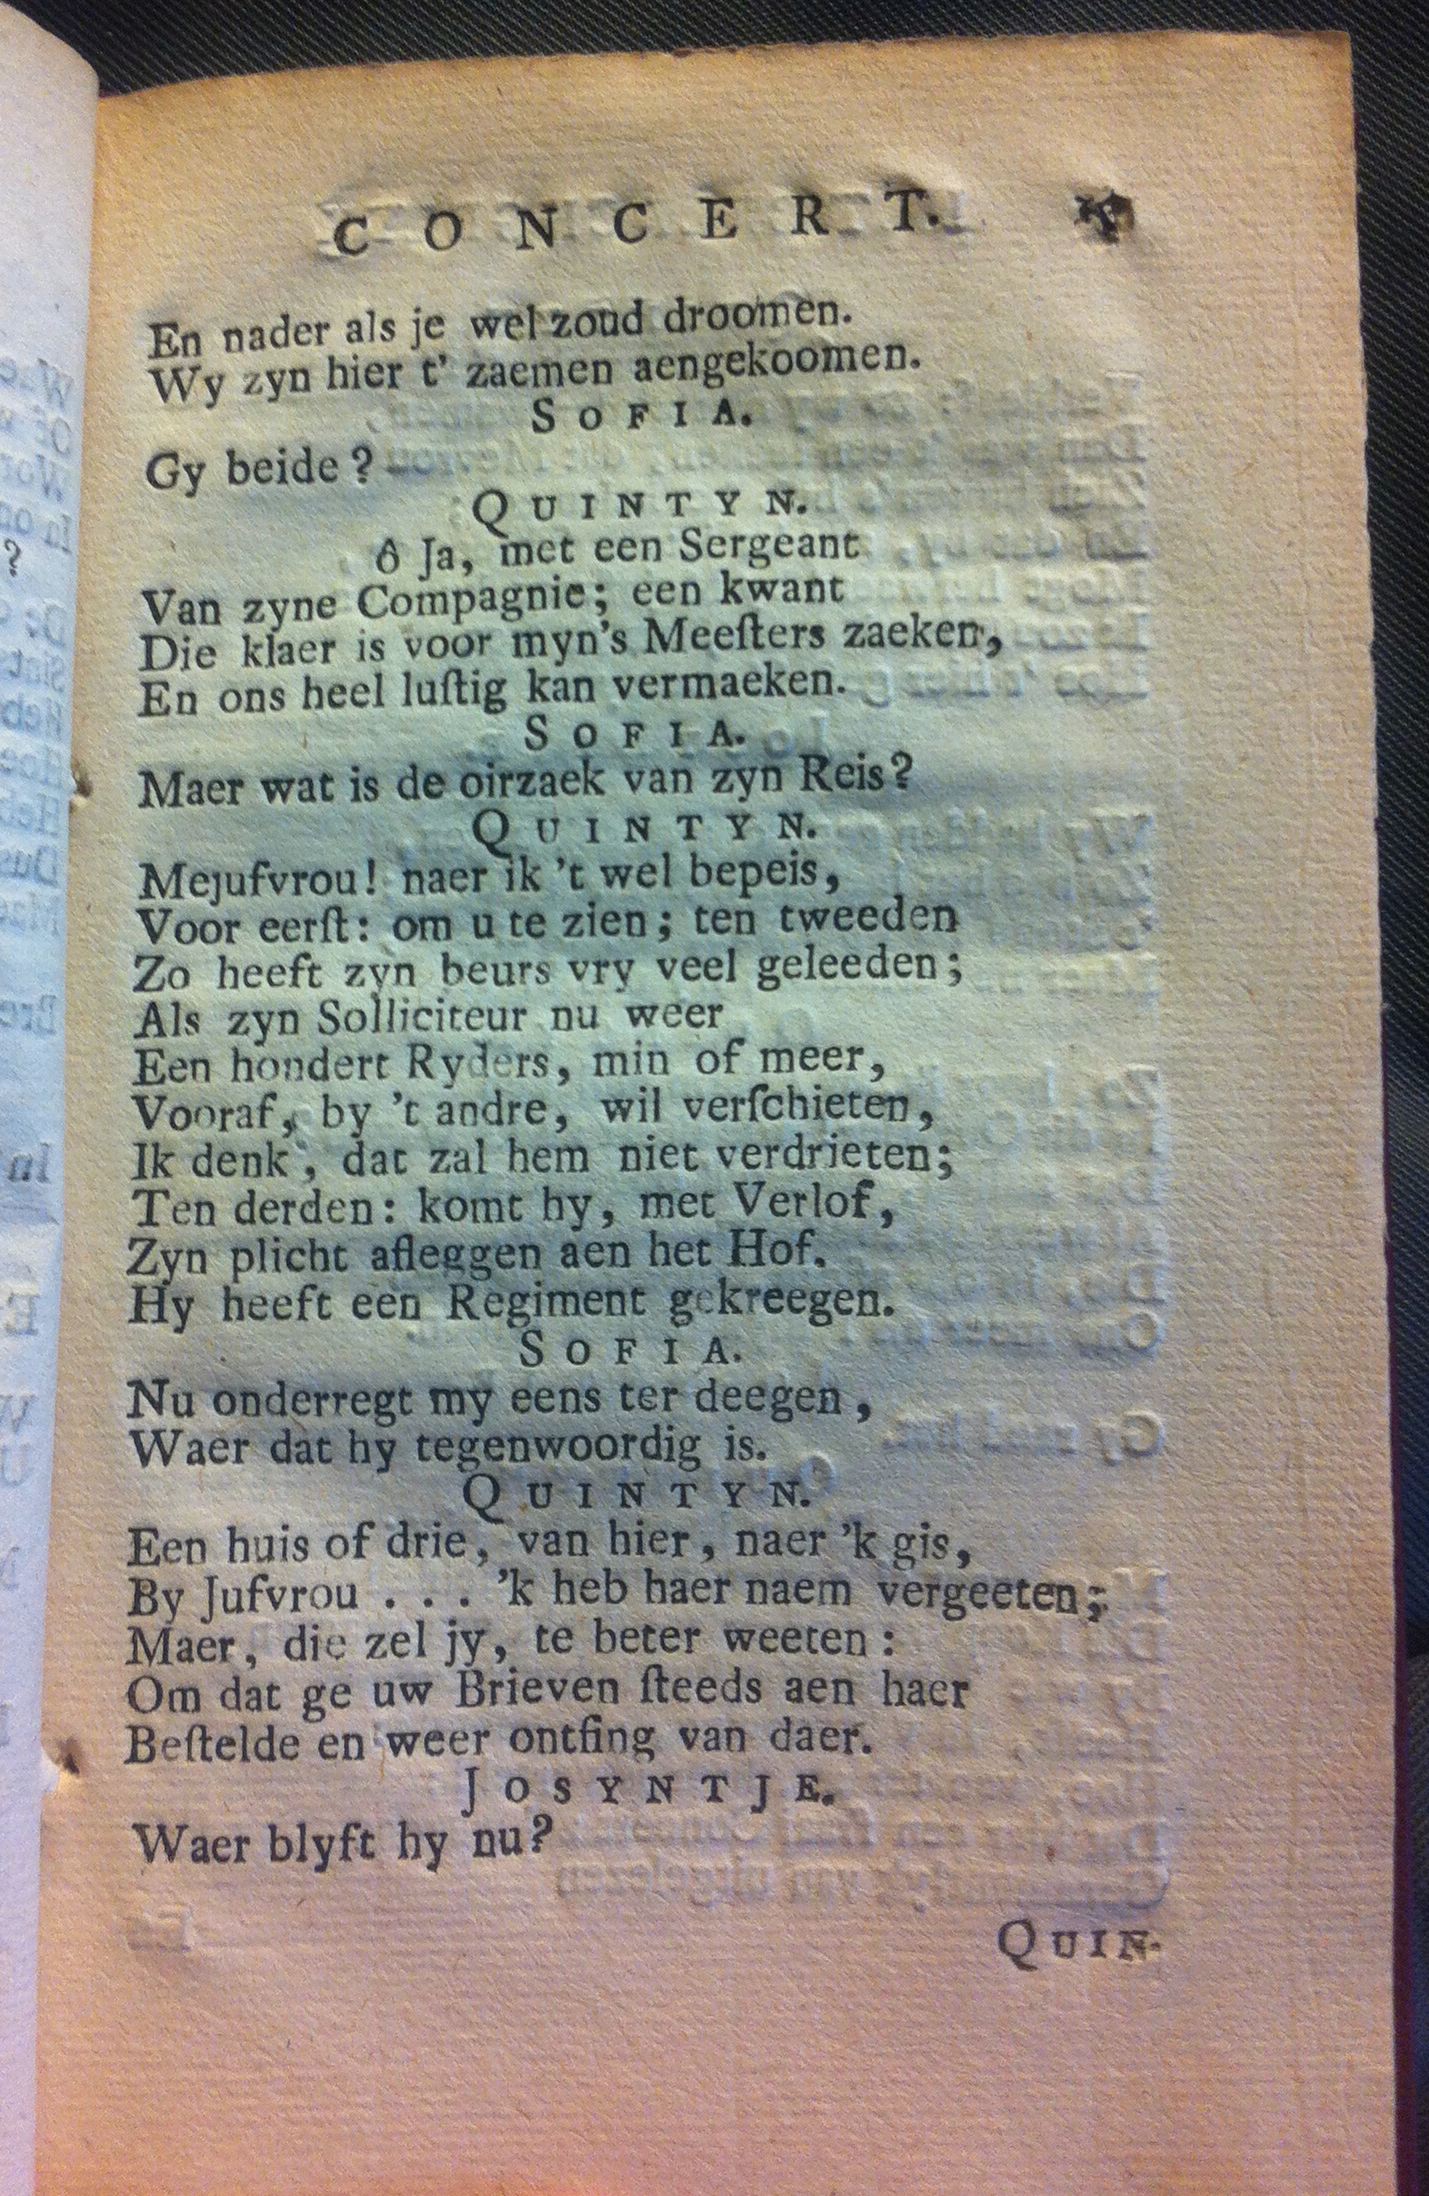 CONCERT.
En nader als je wel zoud droomen.
Wy zyn hier t' zaemen aengekoomen.
SOFIA.
Gy beide?
QUINTYN.
ô Ja, met een Sergeant
Van zyne Compagnie; een kwant
Die klaer is voor myn's Meeſters zaeken,
En ons heel luſtig kan vermaeken.
SOFIA.
Maer wat is de oirzaek van zyn Reis?
QUINTYN.
Mejufvrou! naer ik 't wel bepeis,
Voor eerſt: om u te zien; ten tweeden
Zo heeft zyn beurs vry veel geleeden;
Als zyn Solliciteur nu weer
Een hondert Ryders, min of meer,
Vooraf, by 't andre, wil verſchieten,
Ik denk, dat zal hem niet verdrieten;
Ten derden: komt hy, met Verlof,
Zyn plicht afleggen aen het Hof.
Hy heeft een Regiment gekreegen.
SOFIA.
Nu onderregt my eens ter deegen,
Waer dat hy tegenwoordig is.
QUINTYN.
Een huis of drie, van hier, naer 'k gis,
By Jufvrou . . . 'k heb haer naem vergeeten;
Maer, die zel jy, te beter weeten:
Om dat ge uw Brieven ſteeds aen haer
Beſtelde en weer ontfing van daer.
JOSYNTJE.
Waer blyft hy nu?
QUIN-